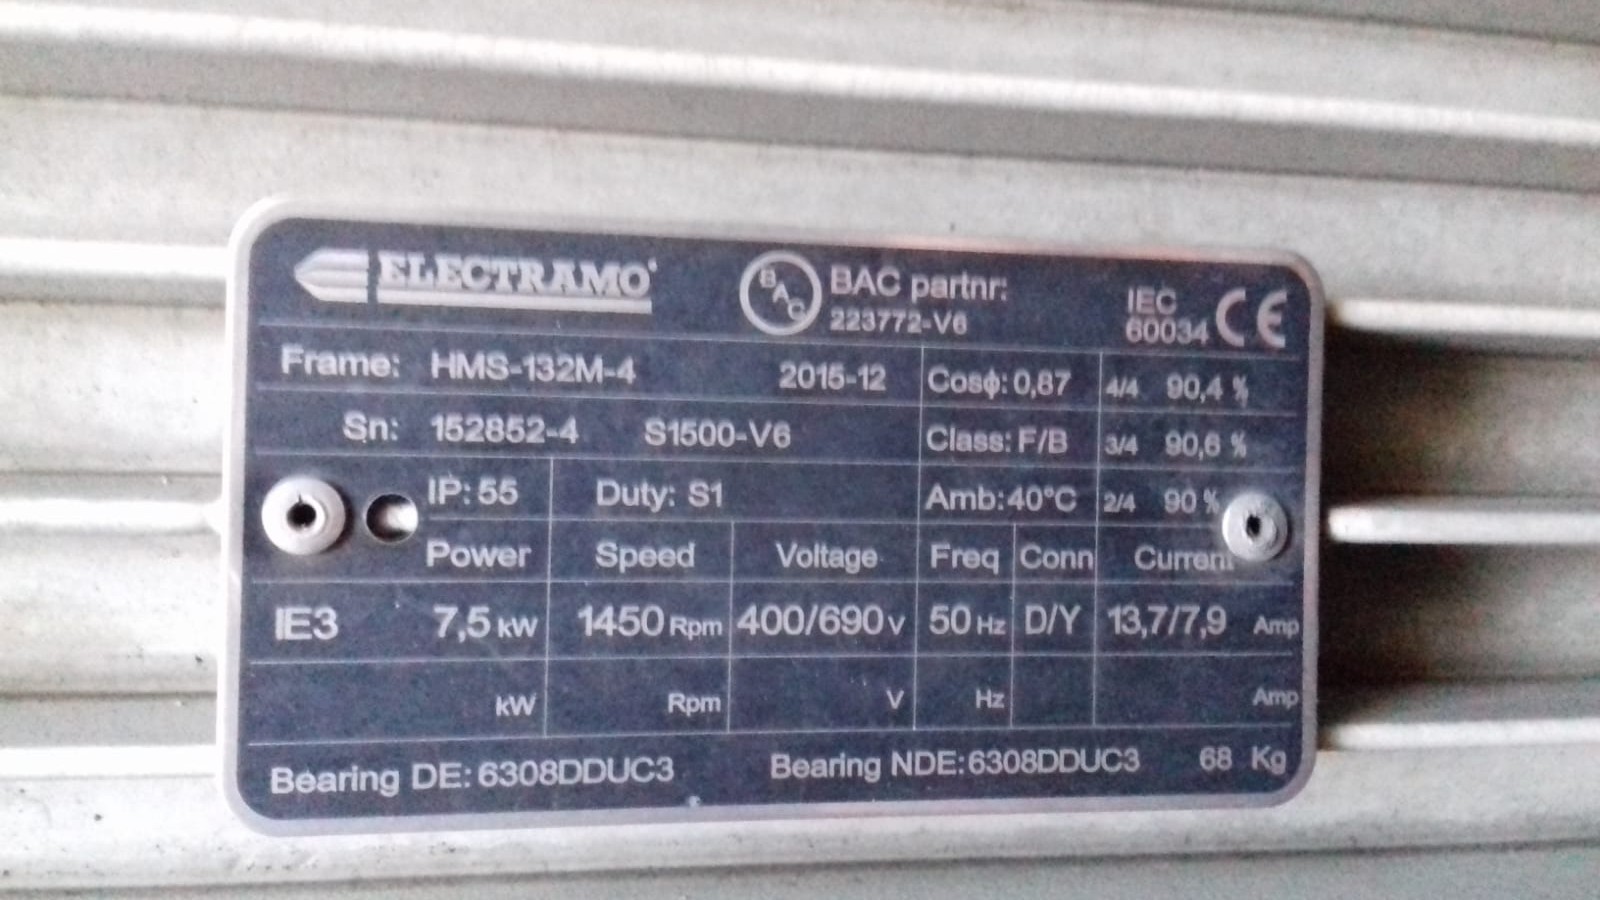 ELECTRAMO
BAC
BAC partnr:
223772-V6
IEC
60034 CE
Frame: HMS-132M-4 2015-12 Cosϕ: 0,87 4/4 90,4 %
Sn: 152852-4 S1500-V6 Class: F/B 3/4 90,6 %
IP: 55 Duty: S1 Amb: 40°C 2/4 90 %
Power Speed Voltage Freq Conn Current
IE3 7,5 kW 1450 Rpm 400/690 V 50 Hz D/Y 13,7/7,9 Amp
kW Rpm V Hz Amp
Bearing DE: 6308DDUC3 Bearing NDE: 6308DDUC3 68 Kg